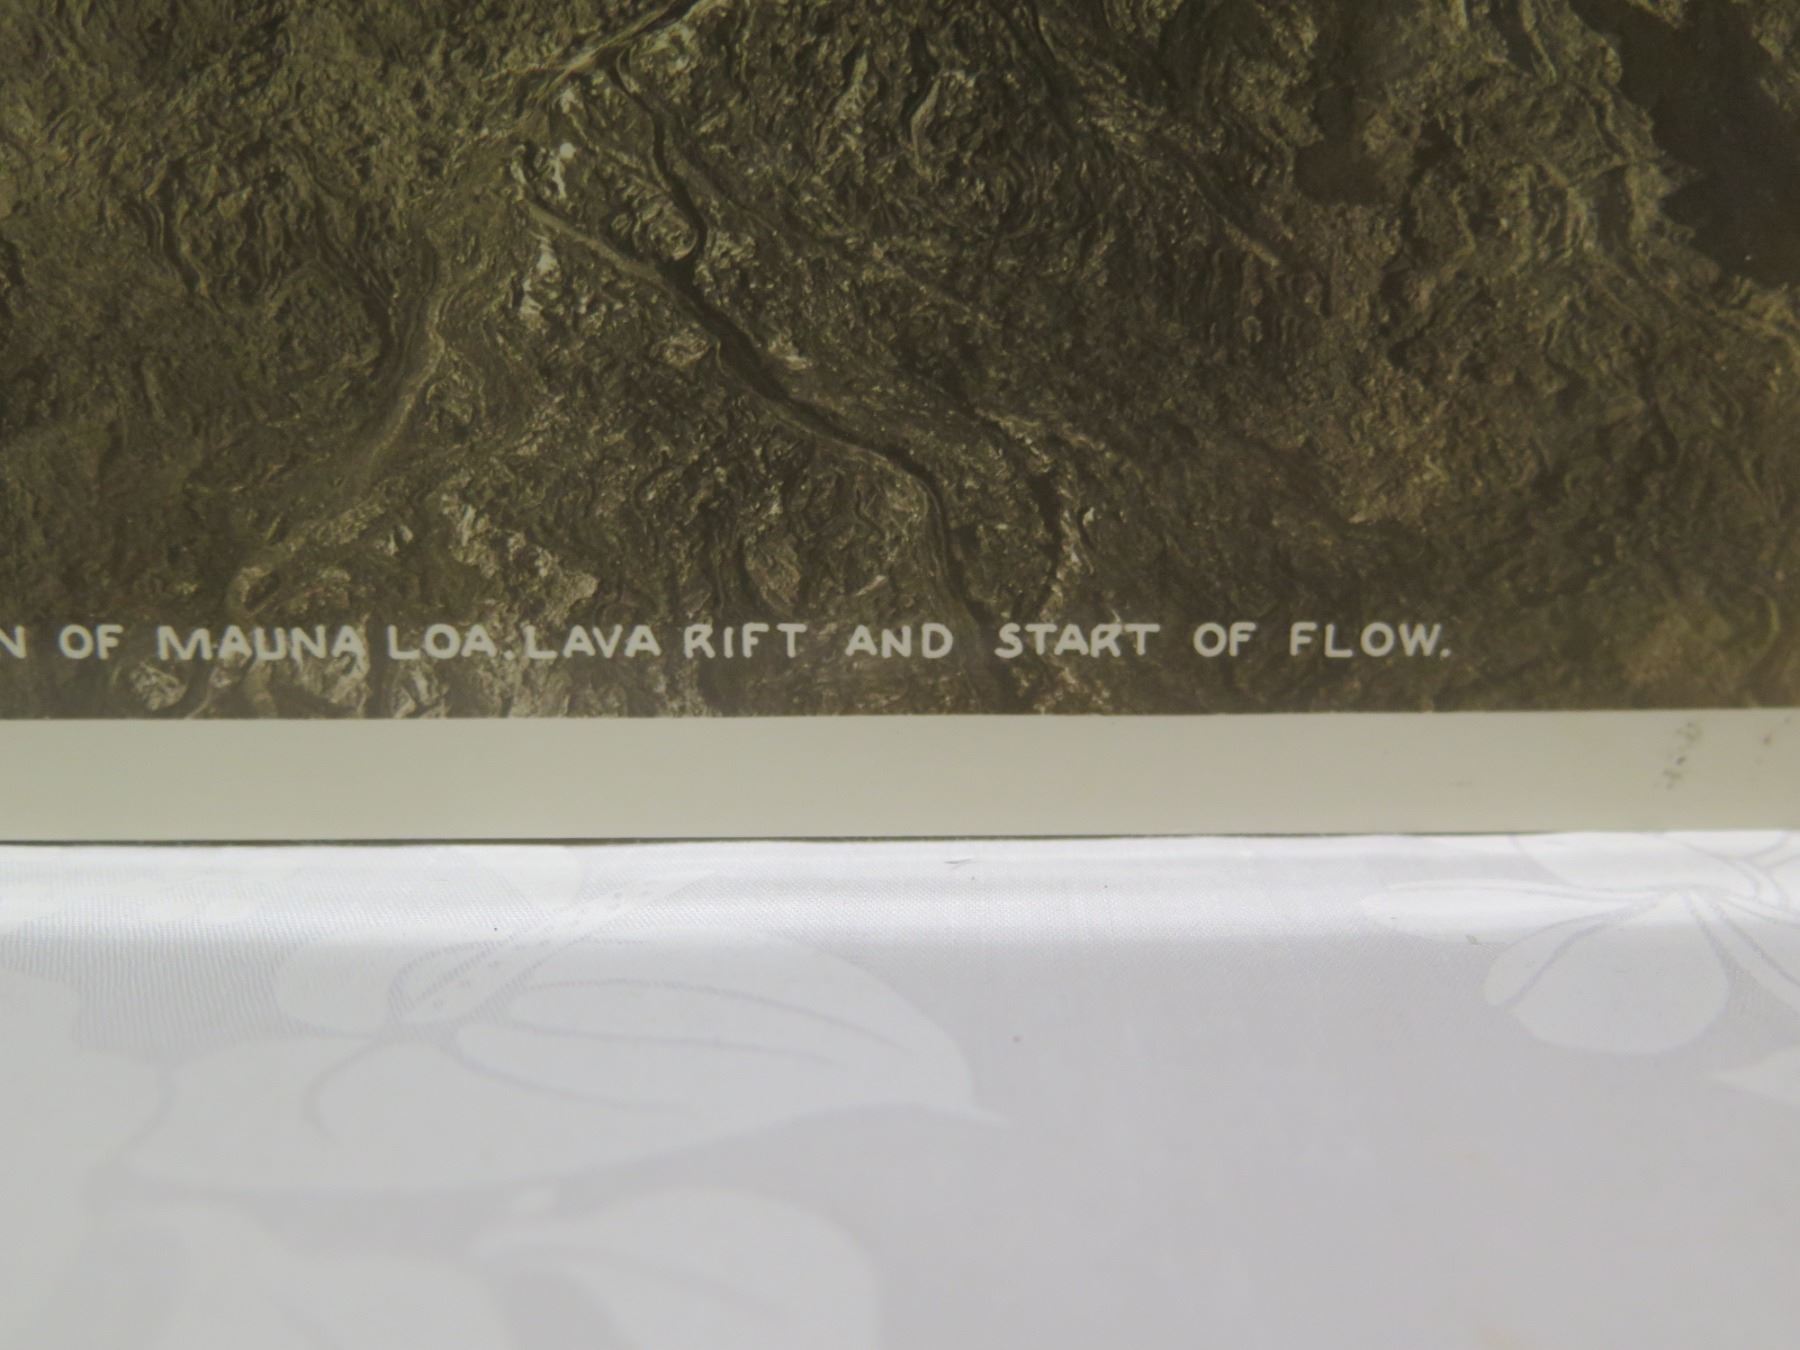 N OF MAUNA LOA. LAVA RIFT AND START OF FLOW.